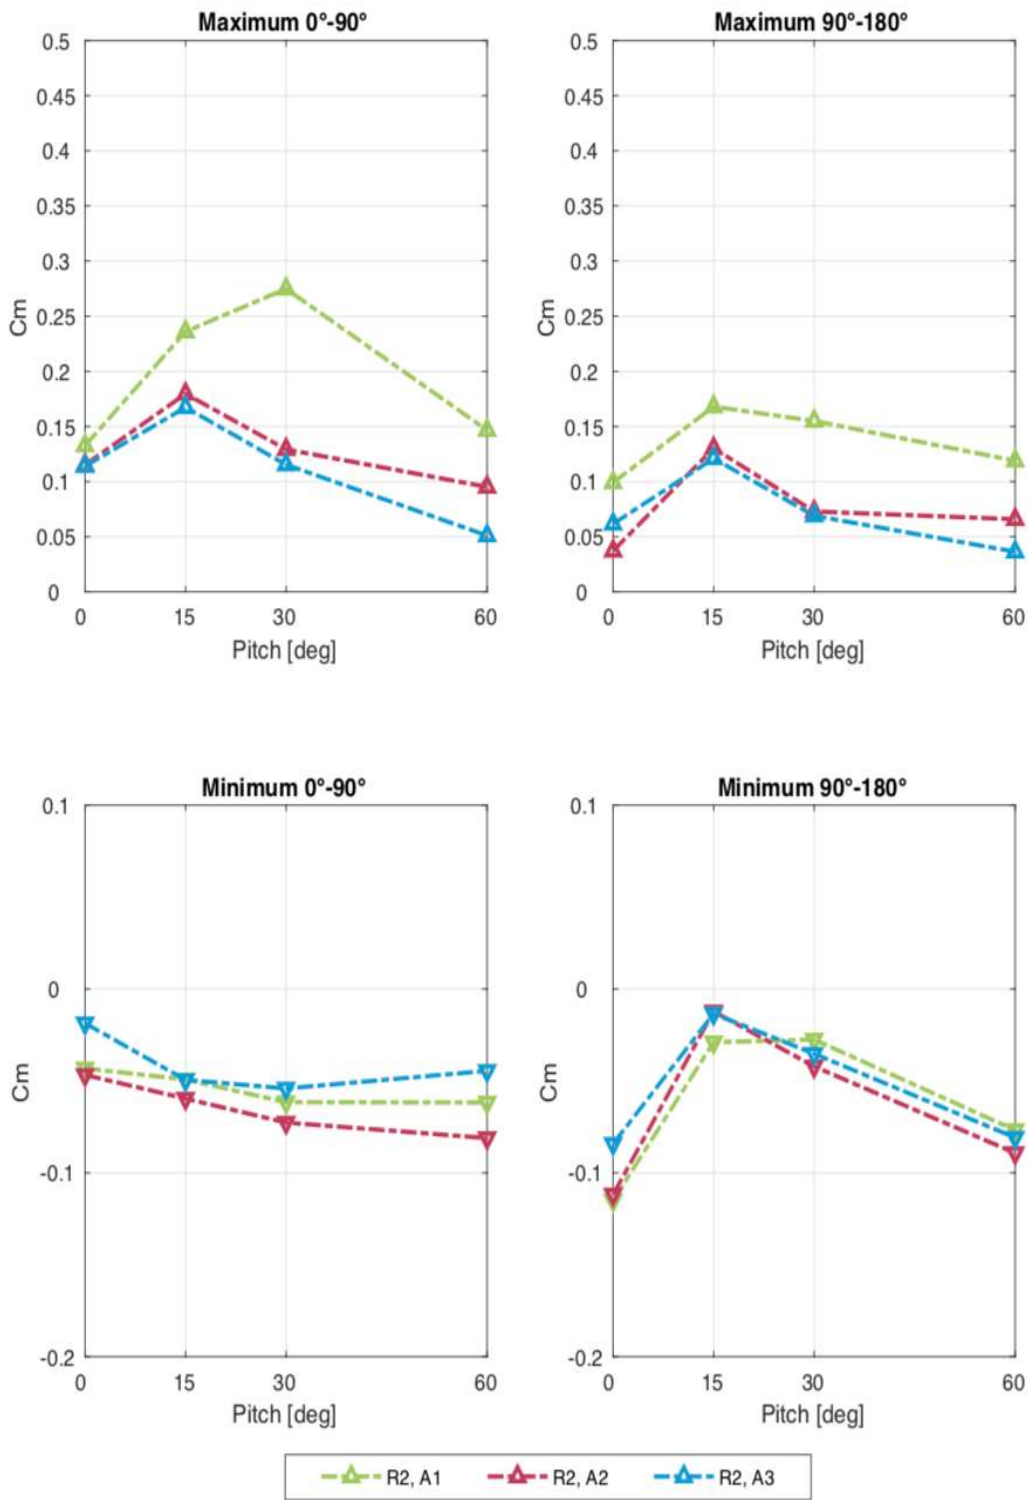 Maximum 0°-90°
0.5
0.45
0.4
0.35
0.3
0.25
0.2
0.15
0.1
0.05
0
Cm
0 15 30 60
Pitch [deg]
Maximum 90°-180°
0.5
0.45
0.4
0.35
0.3
0.25
0.2
0.15
0.1
0.05
0
Cm
0 15 30 60
Pitch [deg]
Minimum 0°-90°
0.1
0
-0.1
-0.2
Cm
0 15 30 60
Pitch [deg]
Minimum 90°-180°
0.1
0
-0.1
-0.2
Cm
0 15 30 60
Pitch [deg]
R2, A1 R2, A2 R2, A3